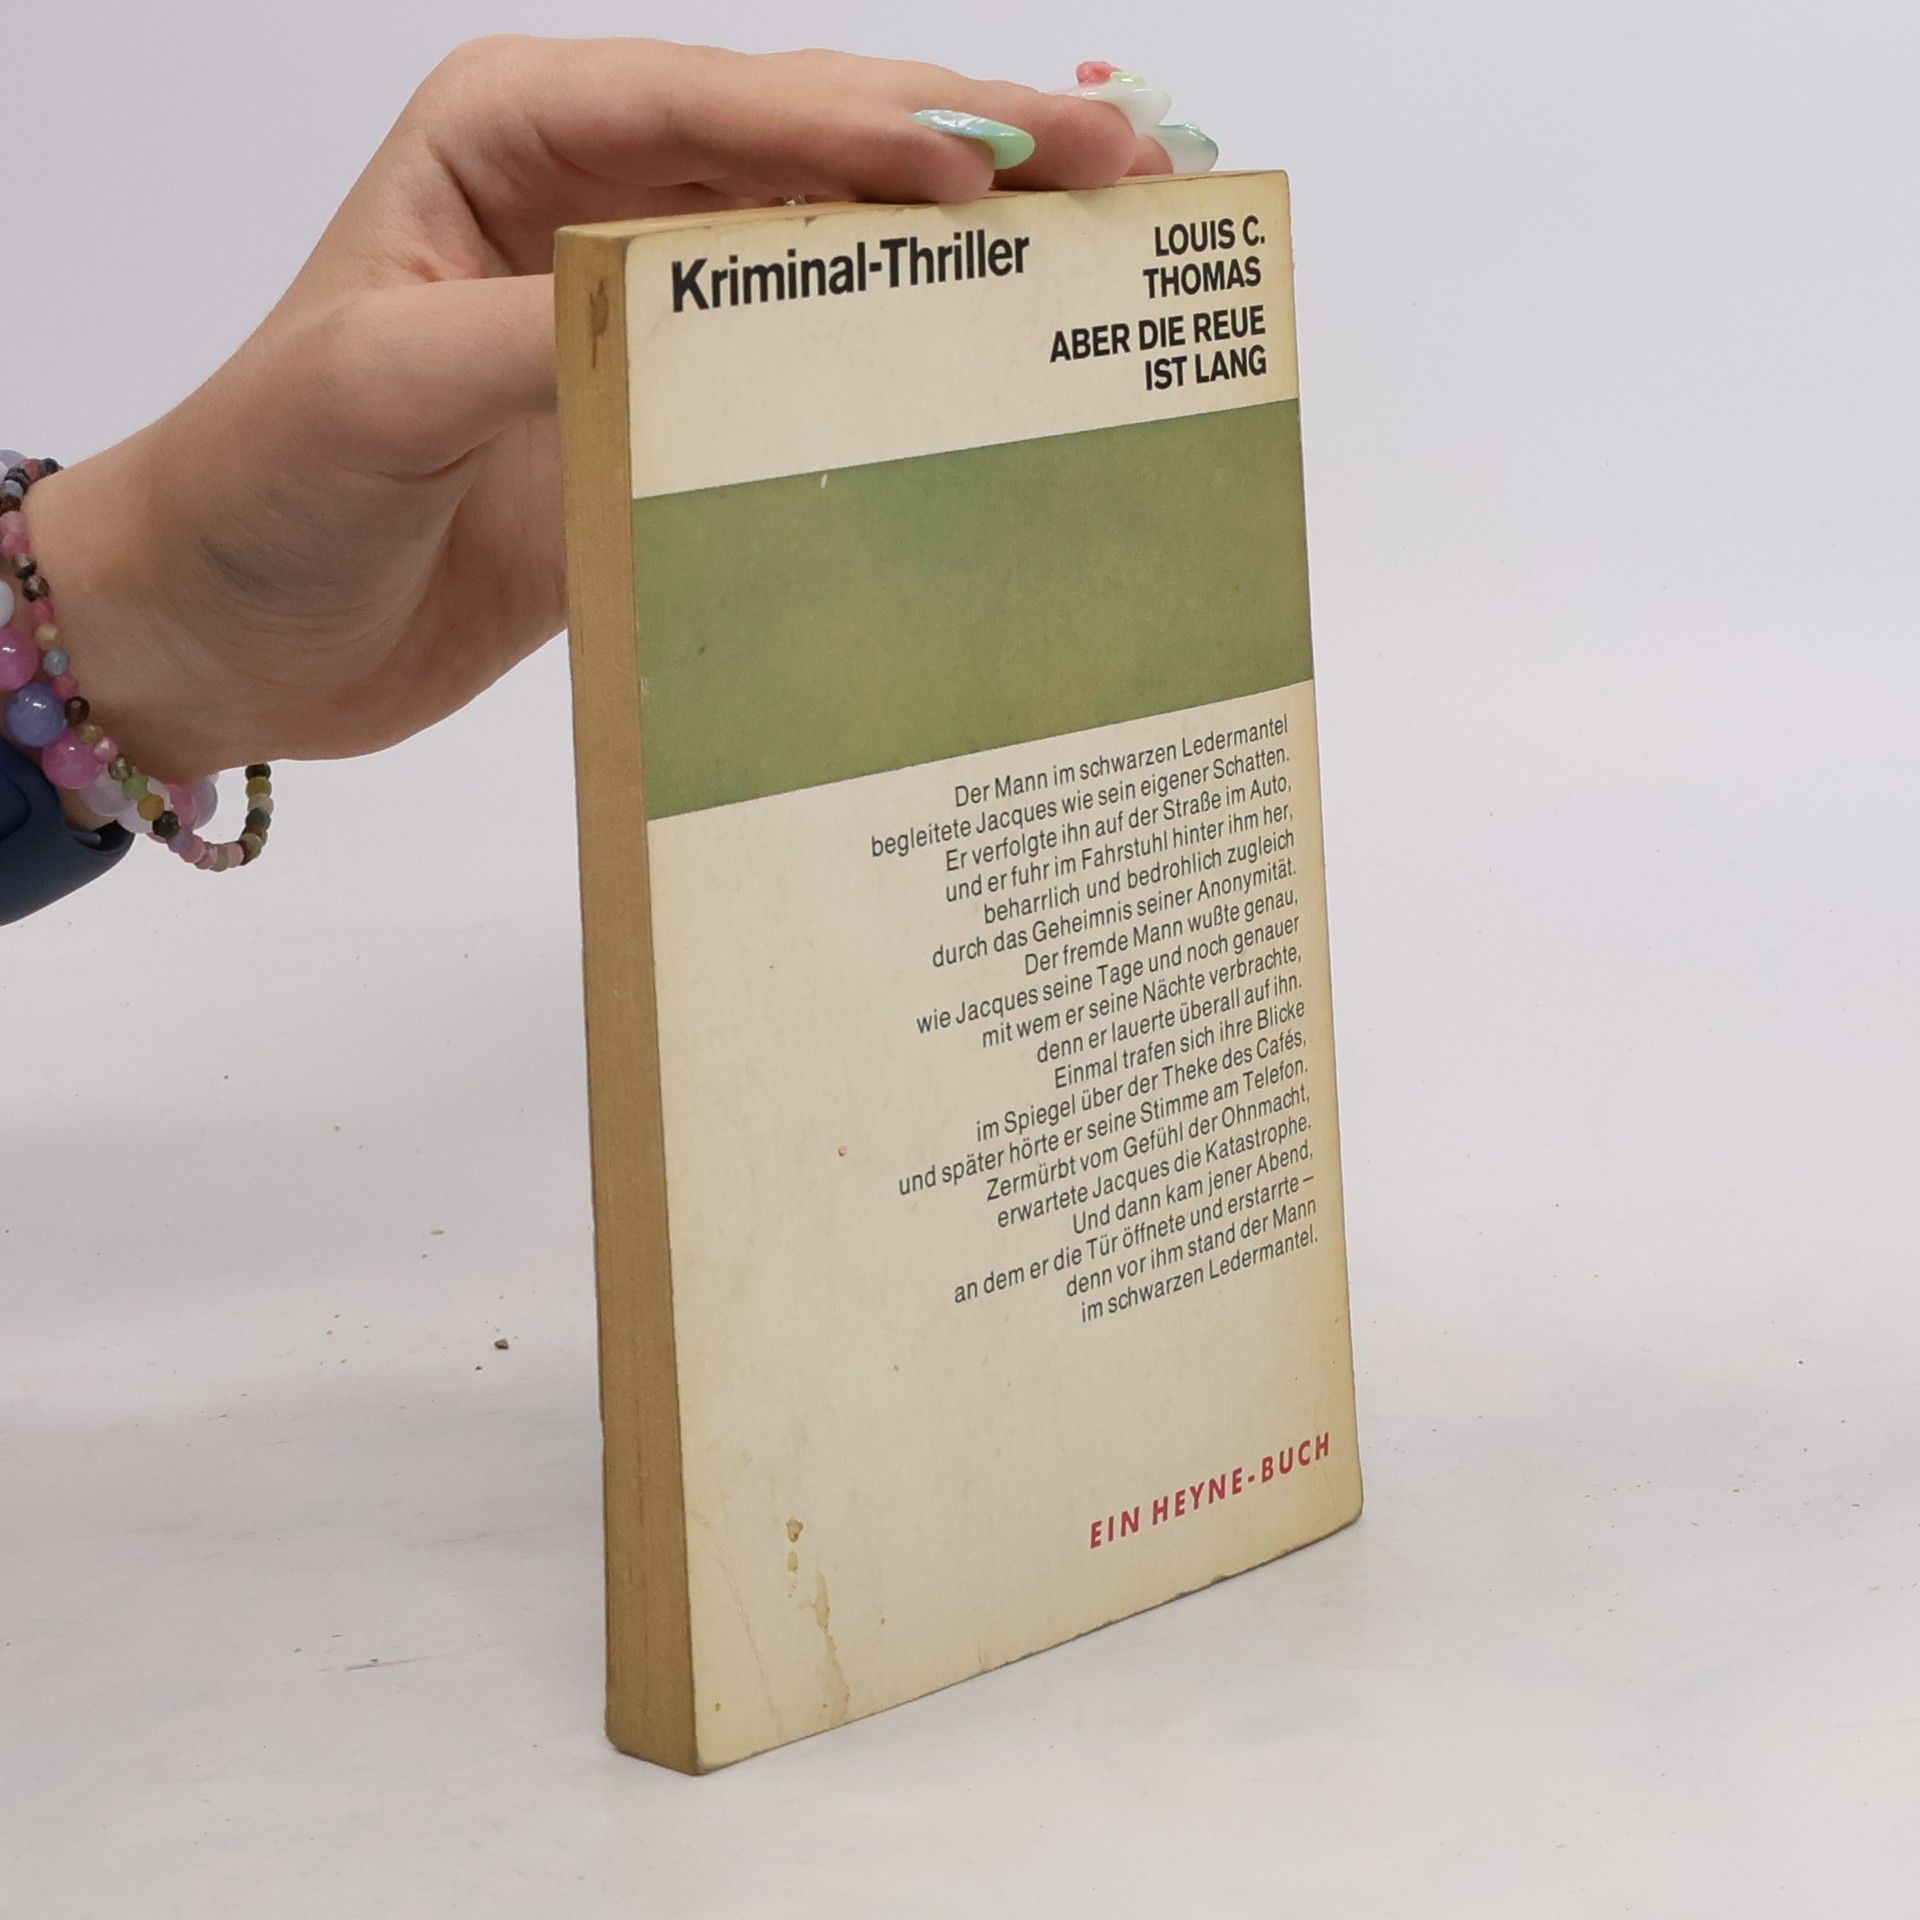 Kriminal-Thriller
LOUIS C.
THOMAS
ABER DIE REUE
IST LANG
Der Mann im schwarzen Ledermantel
begleitete Jacques wie sein eigener Schatten.
Er verfolgte ihn auf der Straße im Auto,
und er fuhr im Fahrstuhl hinter ihm her,
beharrlich und bedrohlich zugleich
durch das Geheimnis seiner Anonymität.
Der fremde Mann wußte genau,
wie Jacques seine Tage und noch genauer
mit wem er seine Nächte verbrachte,
denn er lauerte überall auf ihn.
Einmal trafen sich ihre Blicke
im Spiegel über der Theke des Cafés,
und später hörte er seine Stimme am Telefon.
Zermürbt vom Gefühl der Ohnmacht,
erwartete Jacques die Katastrophe.
Und dann kam jener Abend,
an dem er die Tür öffnete und erstarrte –
denn vor ihm stand der Mann
im schwarzen Ledermantel.
EIN HEYNE-BUCH